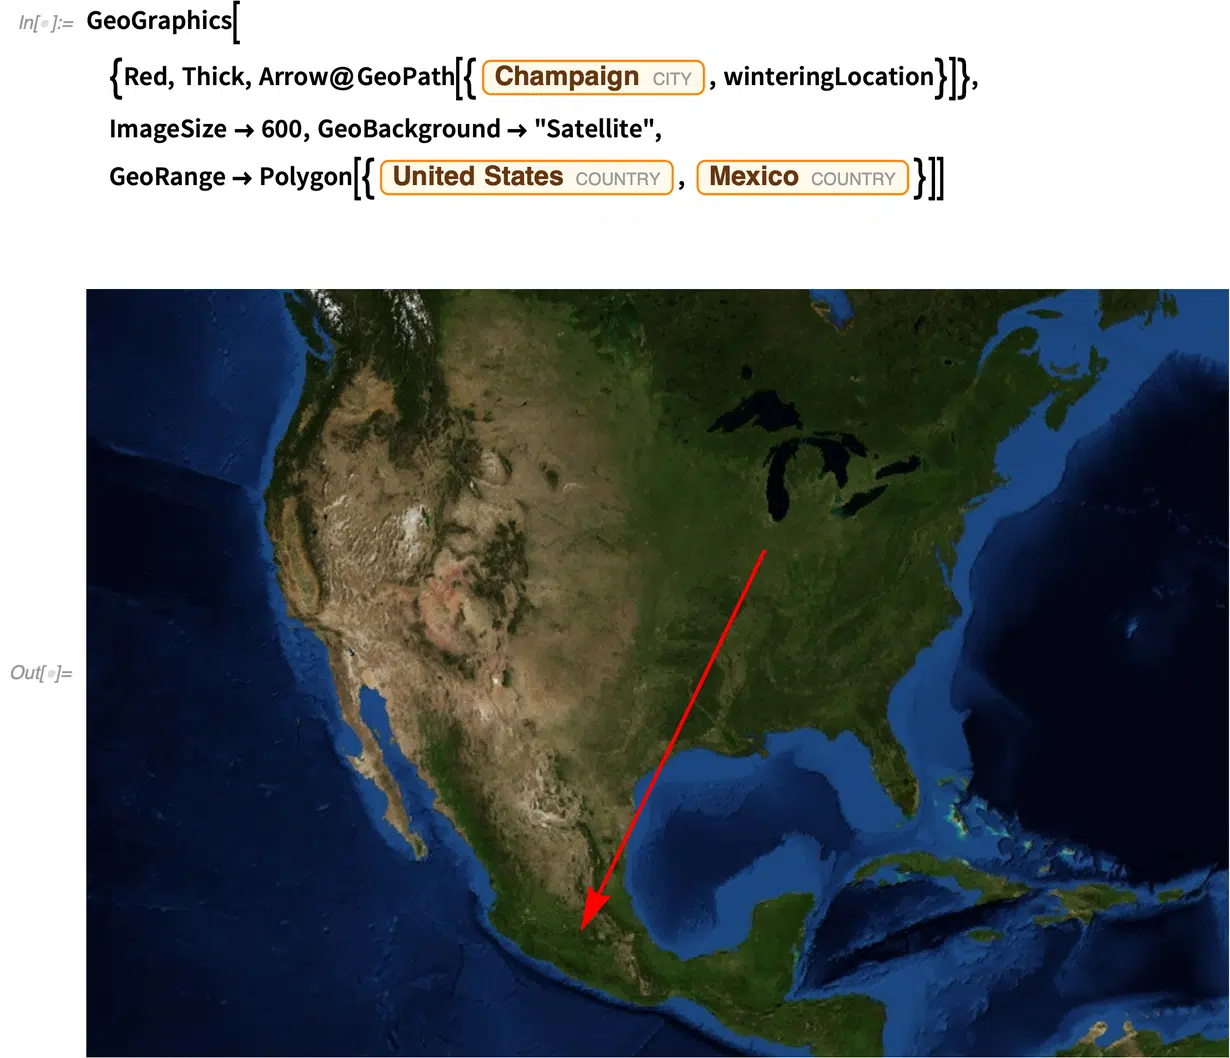 In[•]:= GeoGraphics[
{Red, Thick, Arrow@GeoPath[{ Champaign CITY , winteringLocation}]},
ImageSize → 600, GeoBackground → "Satellite",
GeoRange → Polygon[{ United States COUNTRY , Mexico COUNTRY }]]
Out[•]=